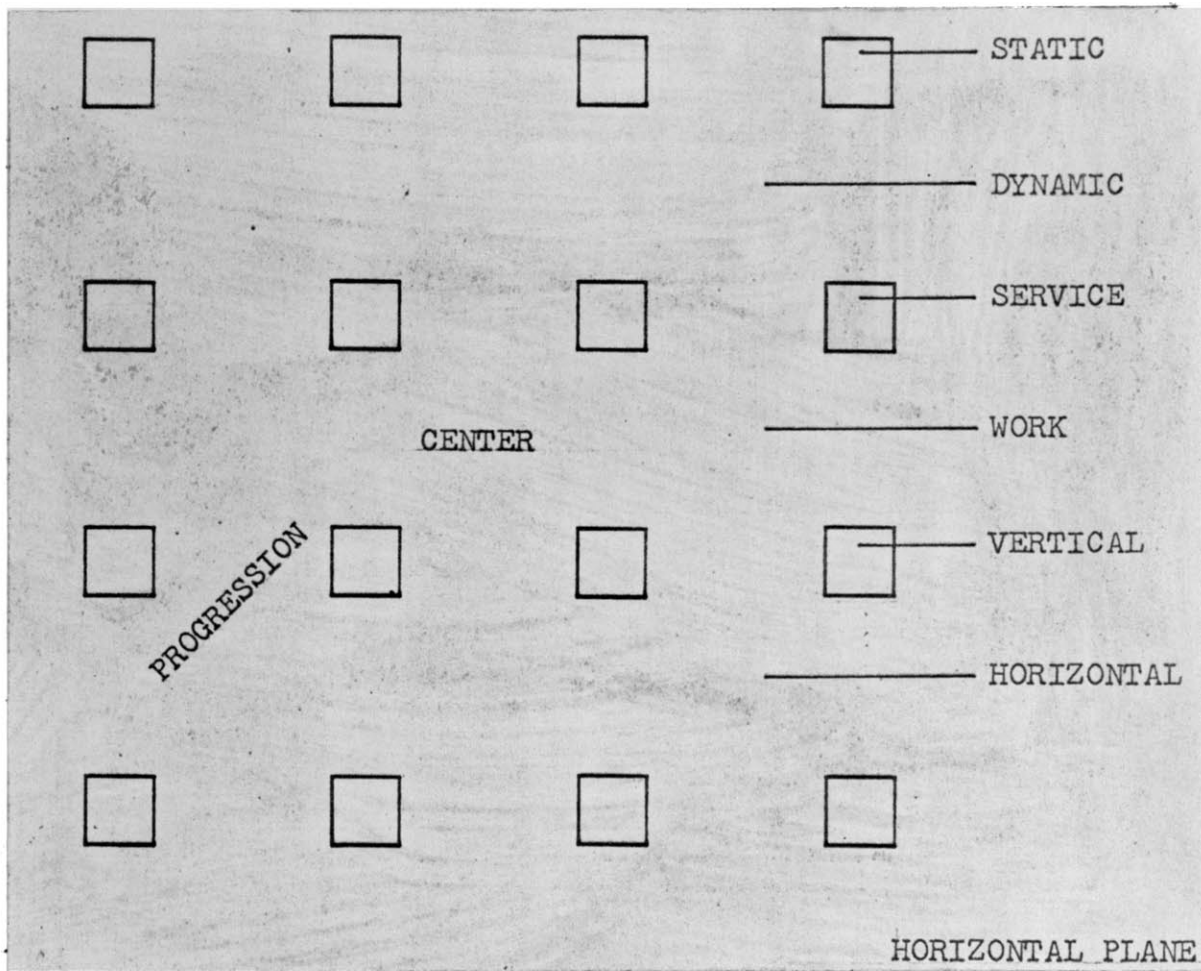 STATIC
DYNAMIC
SERVICE
WORK
CENTER
VERTICAL
PROGRESSION
HORIZONTAL
HORIZONTAL PLANE